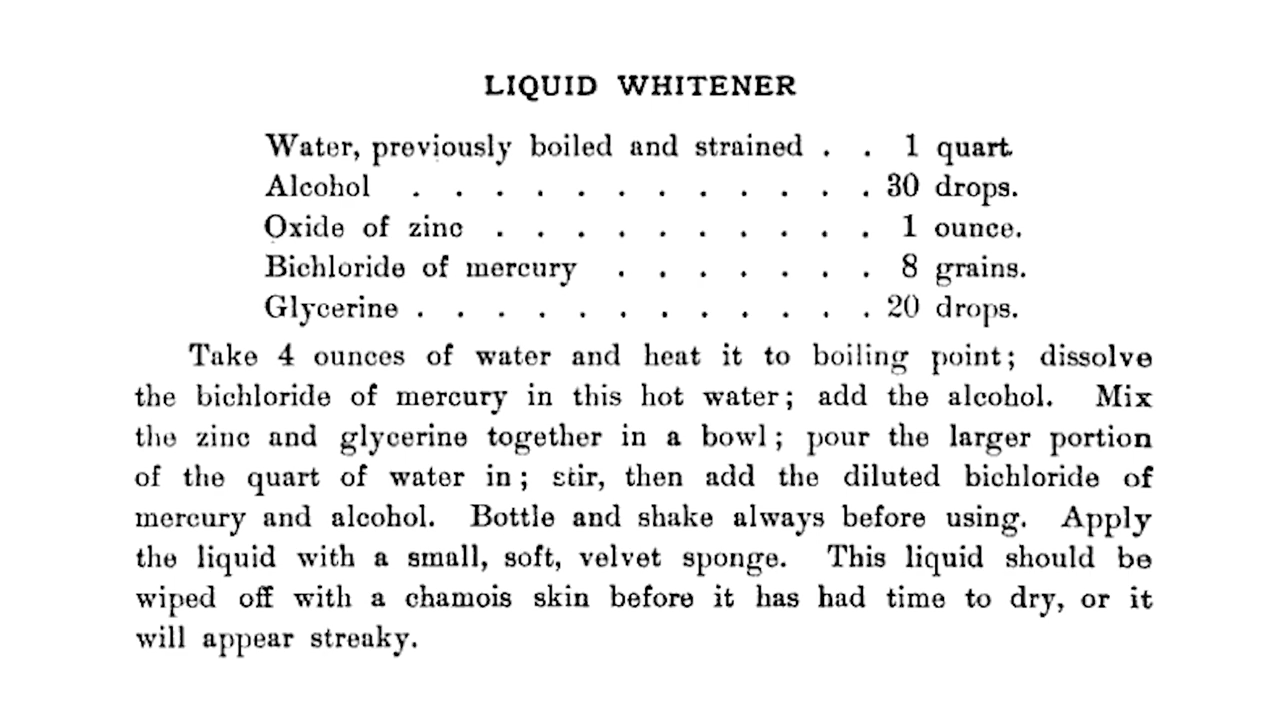 LIQUID WHITENER
Water, previously boiled and strained . . 1 quart.
Alcohol . . . . . . . . . . . . 30 drops.
Oxide of zinc . . . . . . . . . . 1 ounce.
Bichloride of mercury . . . . . . . 8 grains.
Glycerine . . . . . . . . . . . . 20 drops.
Take 4 ounces of water and heat it to boiling point; dissolve
the bichloride of mercury in this hot water; add the alcohol. Mix
the zinc and glycerine together in a bowl; pour the larger portion
of the quart of water in; stir, then add the diluted bichloride of
mercury and alcohol. Bottle and shake always before using. Apply
the liquid with a small, soft, velvet sponge. This liquid should be
wiped off with a chamois skin before it has had time to dry, or it
will appear streaky.